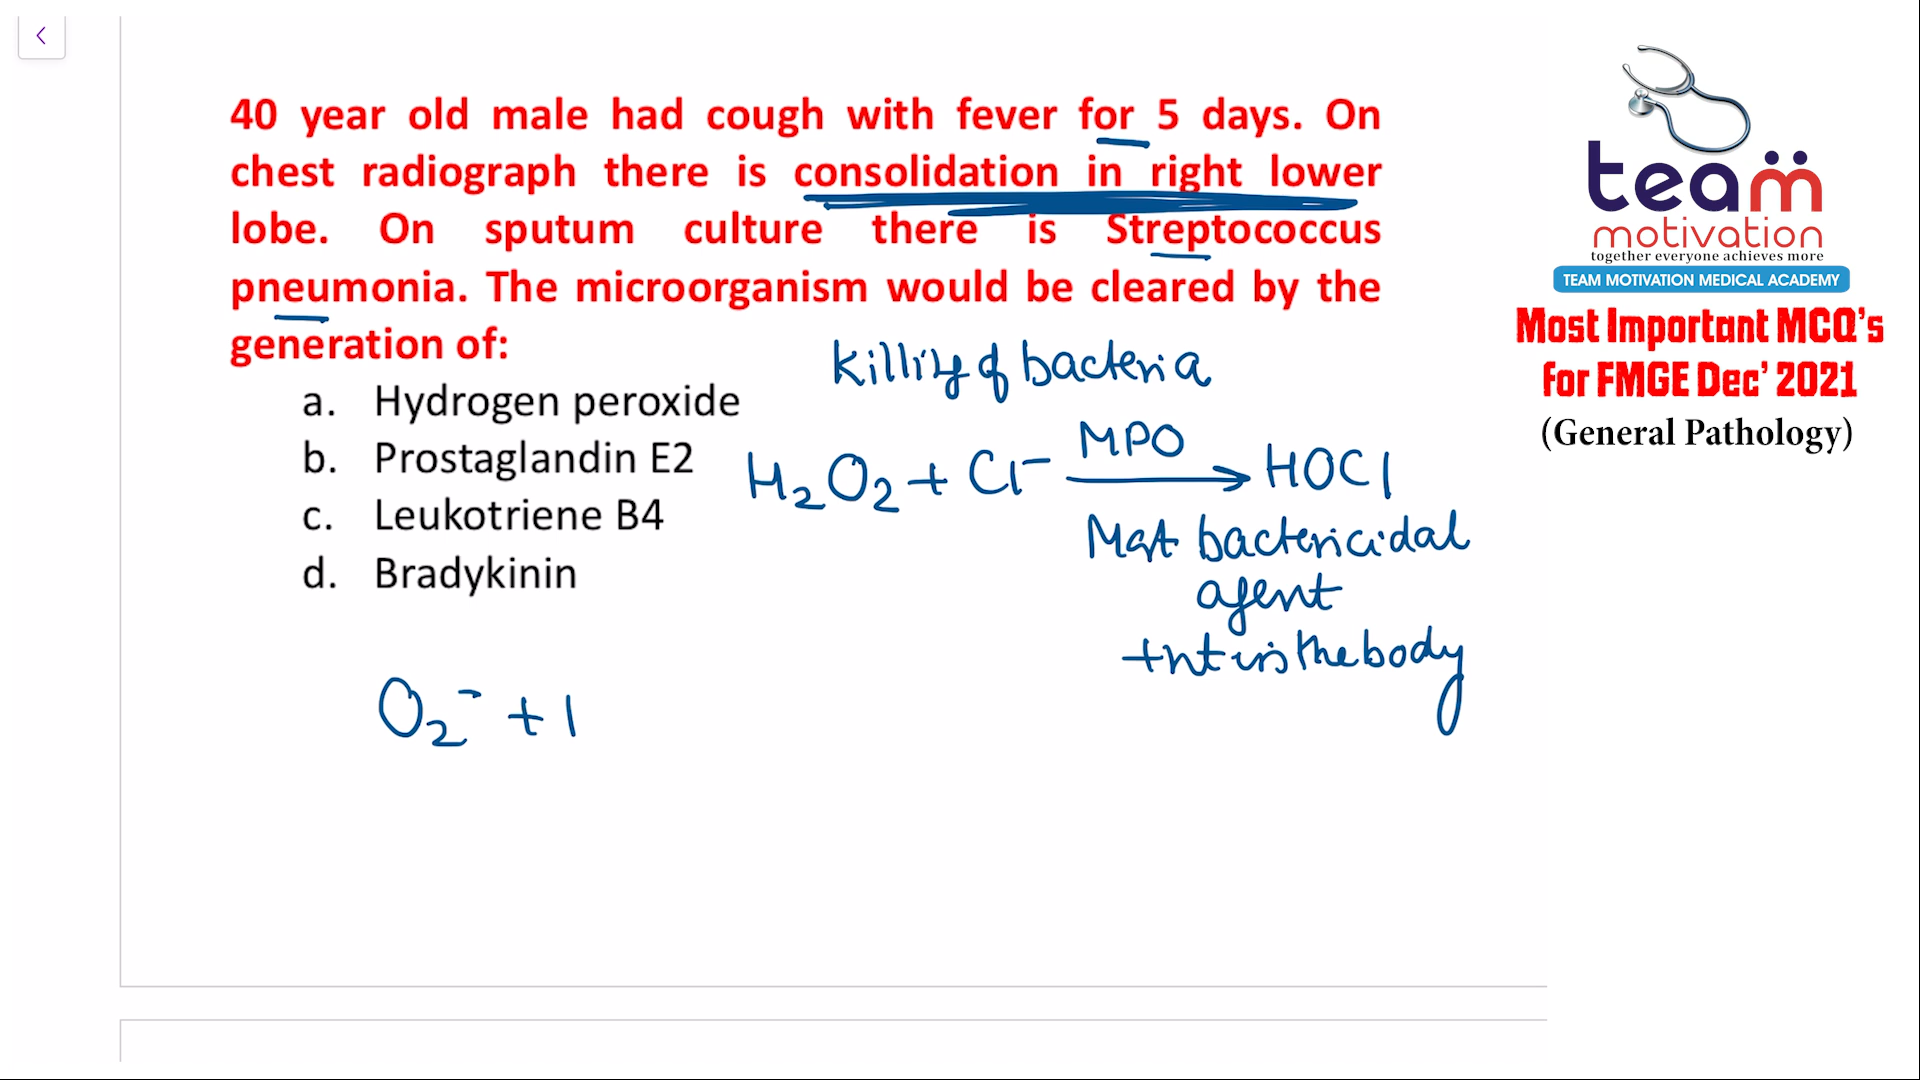 40 year old male had cough with fever for 5 days. On
chest radiograph there is consolidation in right lower
lobe. On sputum culture there is Streptococcus
pneumonia. The microorganism would be cleared by the
generation of:
a. Hydrogen peroxide
b. Prostaglandin E2
c. Leukotriene B4
d. Bradykinin
Killing of bacteria
H₂O₂ + Cl⁻ MPO → HOCl
bactericidal
agent
in the body
O₂⁻ + I
team
motivation
together everyone achieves more
TEAM MOTIVATION MEDICAL ACADEMY
Most Important MCQ's
for FMGE Dec' 2021
(General Pathology)